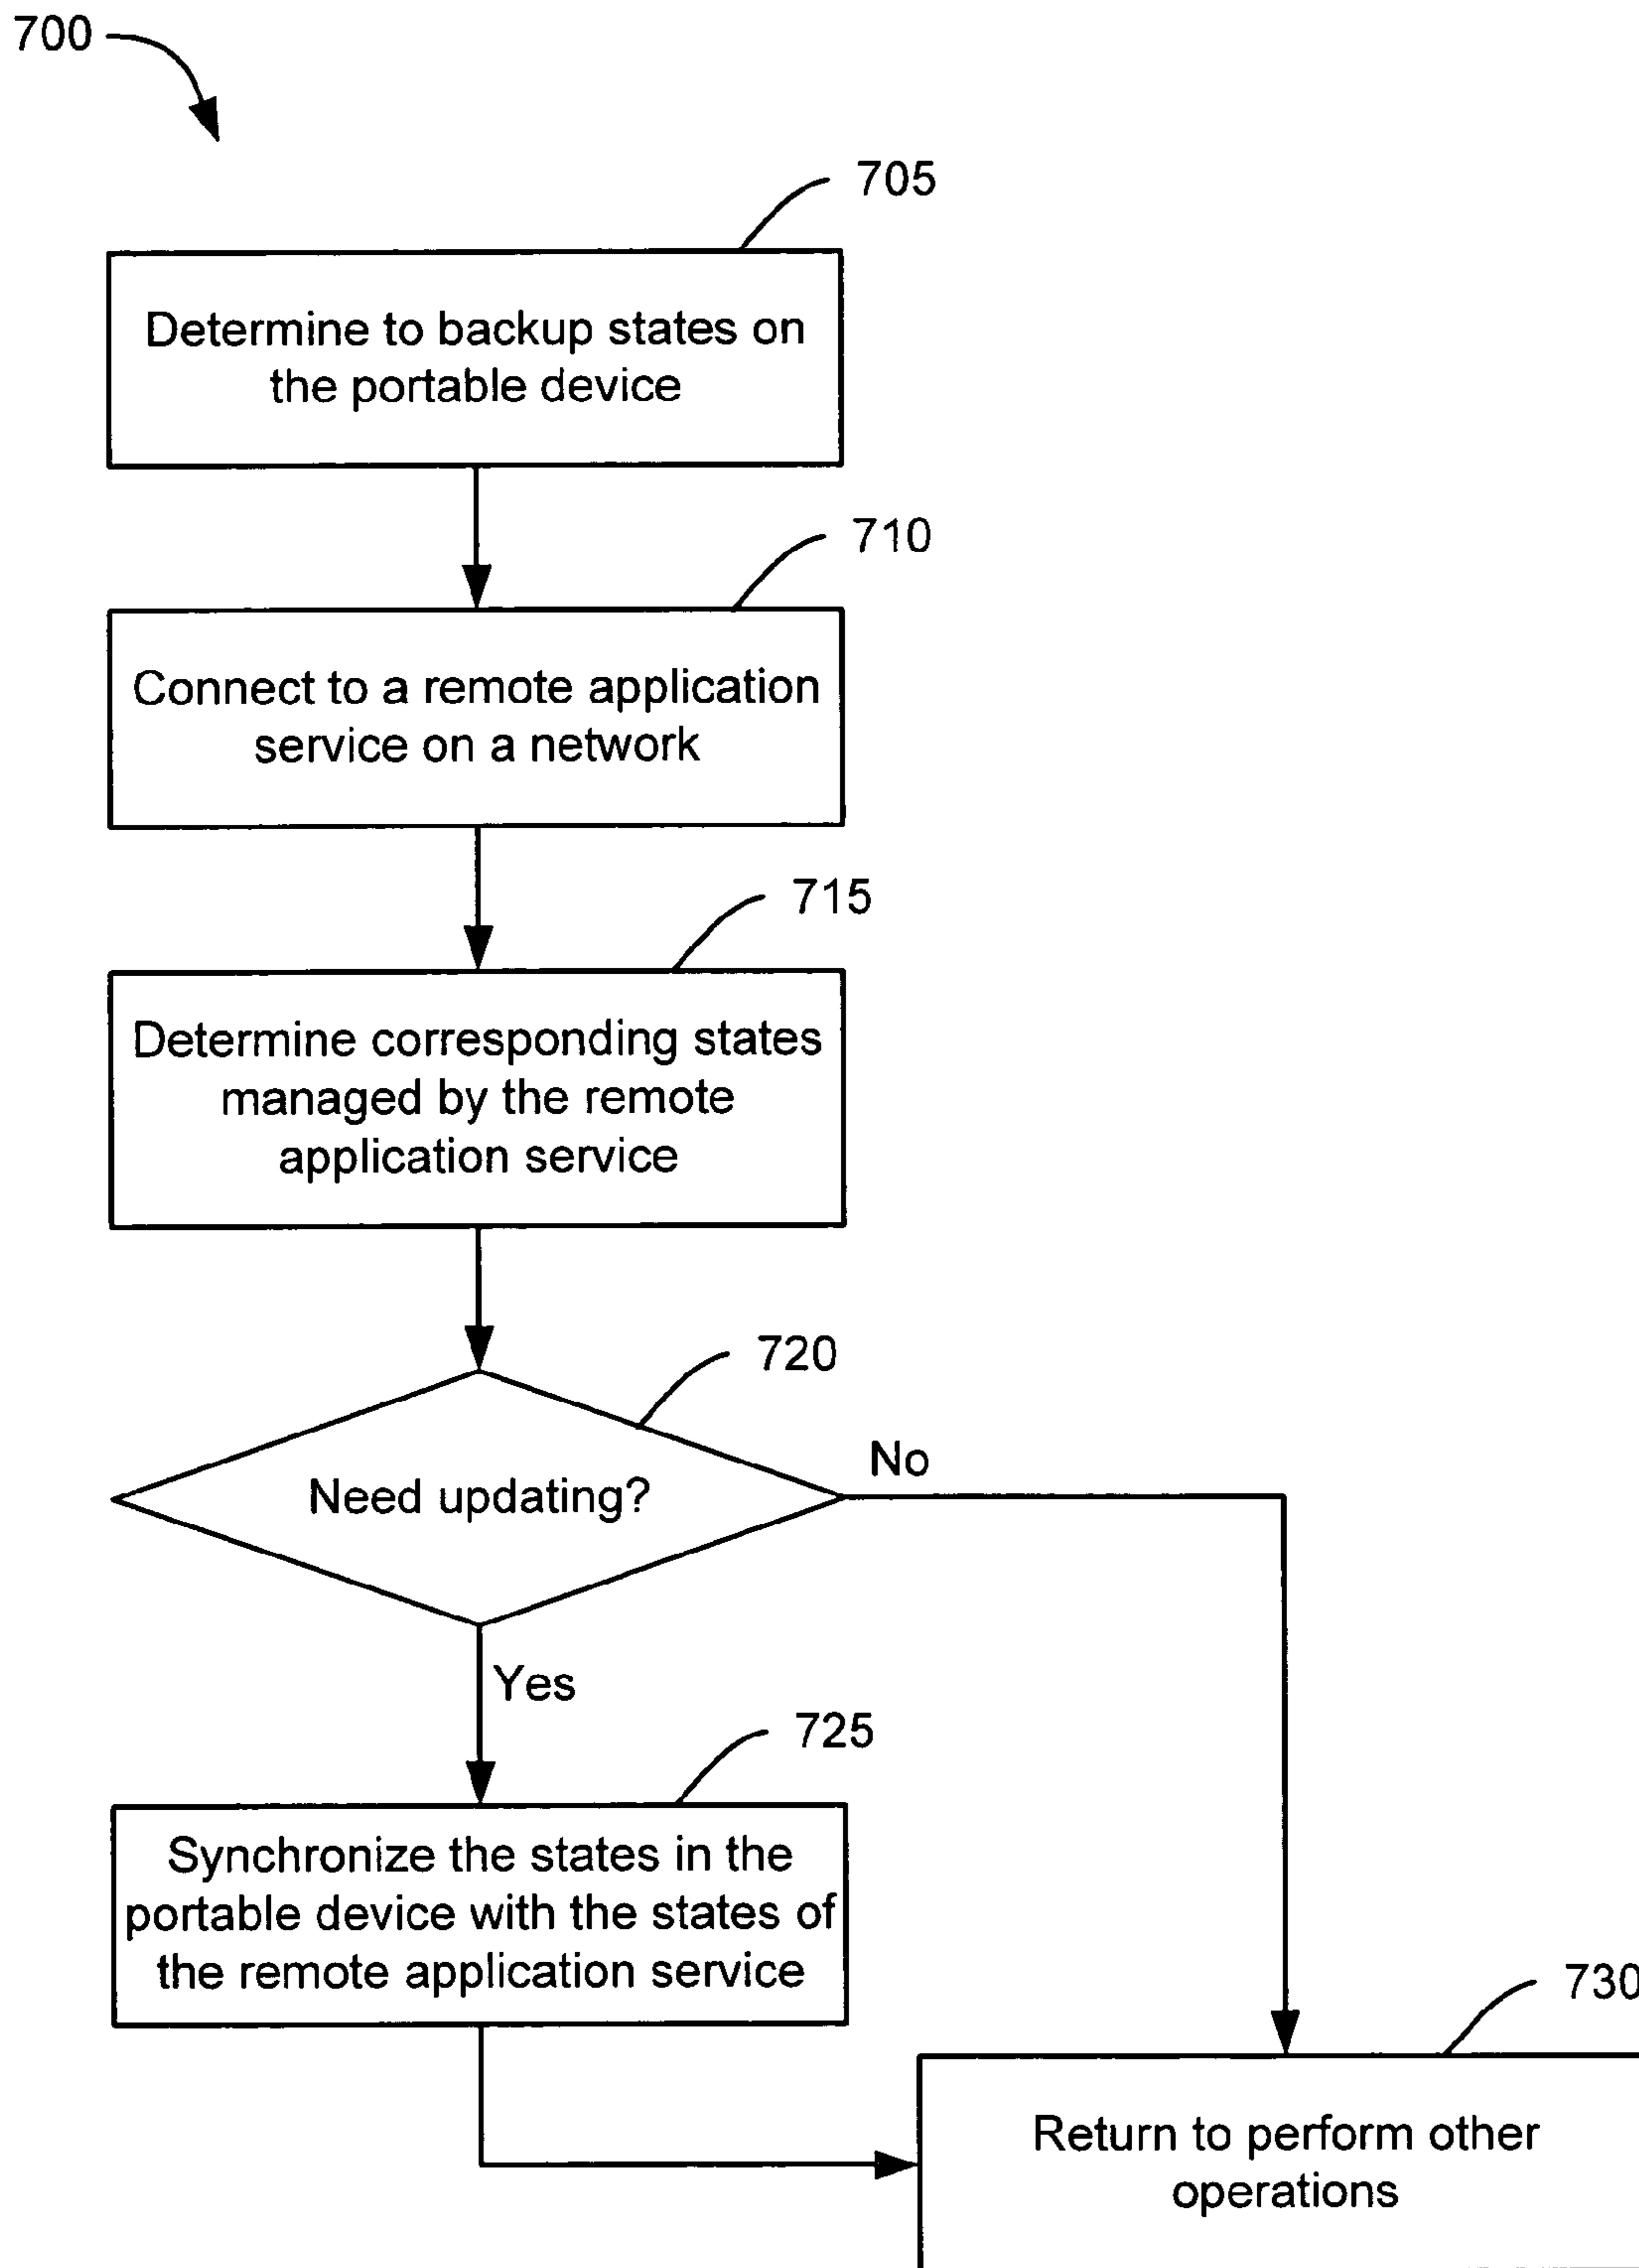 700
705
Determine to backup states on
the portable device
710
Connect to a remote application
service on a network
715
Determine corresponding states
managed by the remote
application service
720
Need updating?
No
Yes
725
Synchronize the states in the
portable device with the states of
the remote application service
730
Return to perform other
operations